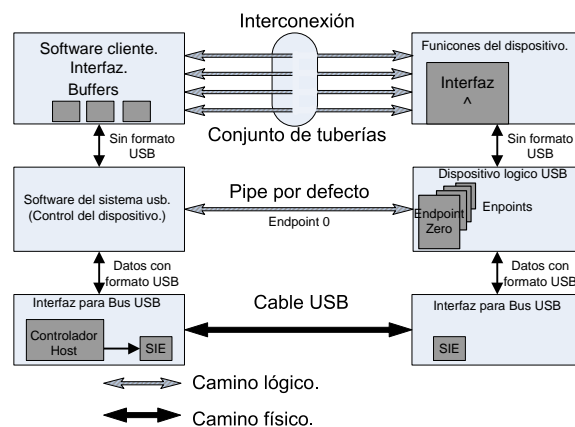 Interconexión
Software cliente.
Interfaz.
Buffers
Funicones del dispositivo.
Interfaz
^
Conjunto de tuberías
Sin formato
USB
Sin formato
USB
Software del sistema usb.
(Control del dispositivo.)
Pipe por defecto
Endpoint 0
Dispositivo logico USB
Endpoint
Zero
Enpoints
Datos con
formato USB
Datos con
formato USB
Interfaz para Bus USB
Controlador
Host
SIE
Cable USB
Interfaz para Bus USB
SIE
Camino lógico.
Camino físico.